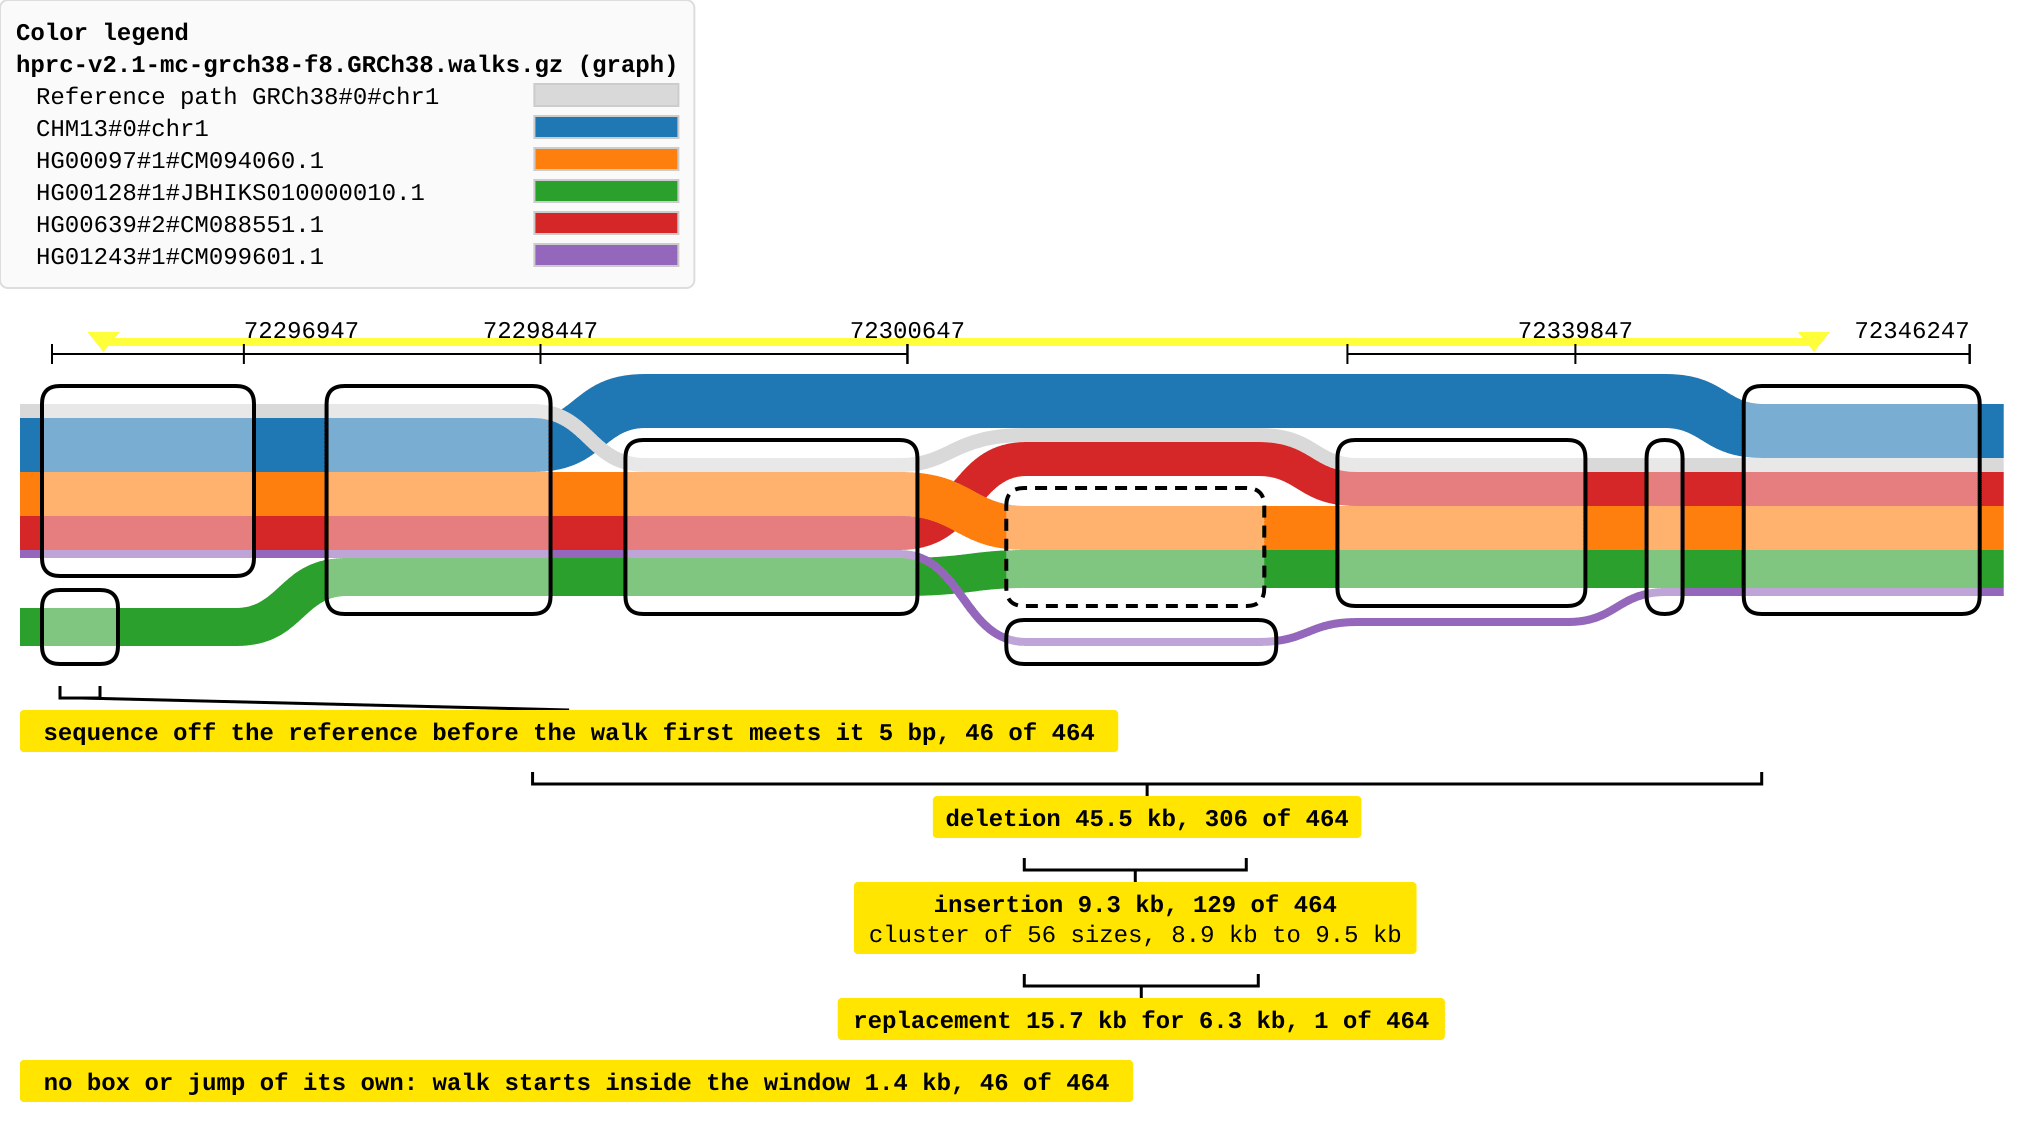 Color legend
hprc-v2.1-mc-grch38-f8.GRCh38.walks.gz (graph)
Reference path GRCh38#0#chr1
CHM13#0#chr1
HG00097#1#CM094060.1
HG00128#1#JBHIKS010000010.1
HG00639#2#CM088551.1
HG01243#1#CM099601.1
72296947 72298447 72300647 72339847 72346247
sequence off the reference before the walk first meets it 5 bp, 46 of 464
deletion 45.5 kb, 306 of 464
insertion 9.3 kb, 129 of 464
cluster of 56 sizes, 8.9 kb to 9.5 kb
replacement 15.7 kb for 6.3 kb, 1 of 464
no box or jump of its own: walk starts inside the window 1.4 kb, 46 of 464